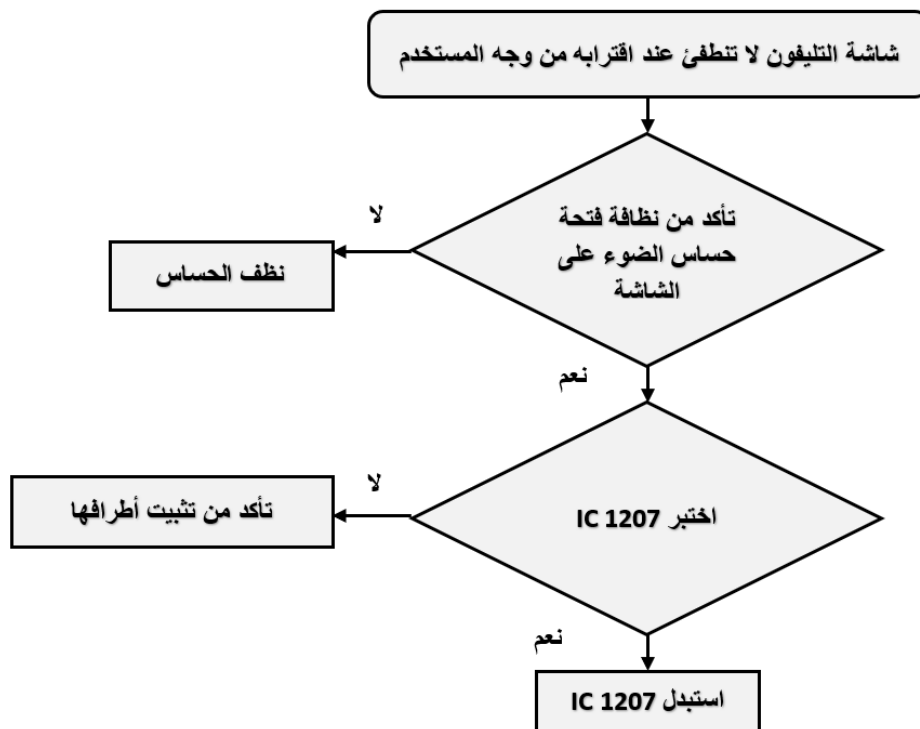 شاشة التليفون لا تنطفئ عند اقترابه من وجه المستخدم
تأكد من نظافة فتحة
حساس الضوء على
الشاشة
لا
نظف الحساس
نعم
اختبر IC 1207
لا
تأكد من تثبيت أطرافها
نعم
استبدل IC 1207